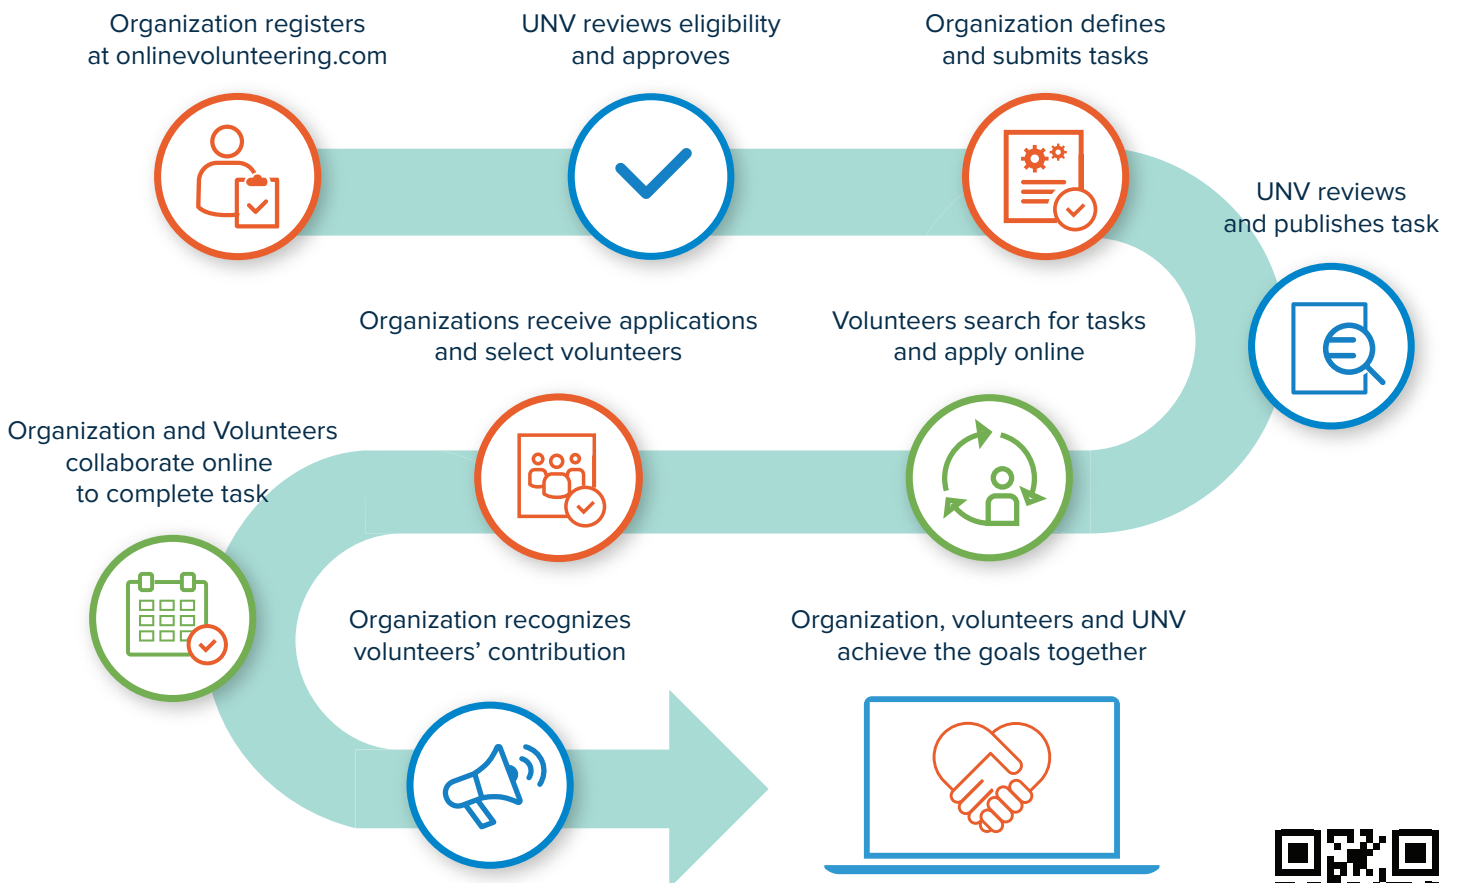 Organization registers
at onlinevolunteering.com
UNV reviews eligibility
and approves
Organization defines
and submits tasks
UNV reviews
and publishes task
Volunteers search for tasks
and apply online
Organizations receive applications
and select volunteers
Organization and Volunteers
collaborate online
to complete task
Organization recognizes
volunteers’ contribution
Organization, volunteers and UNV
achieve the goals together